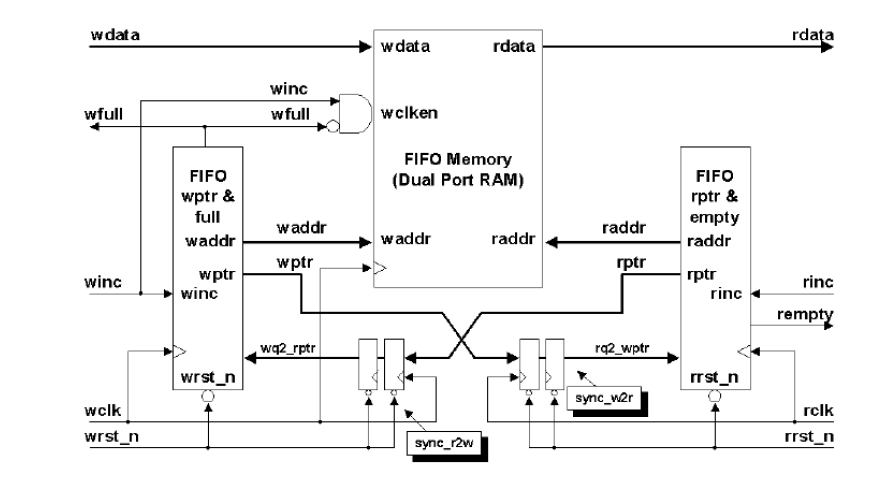 wdata
rdata
wdata
rdata
winc
wfull
wfull
wclken
FIFO Memory
(Dual Port RAM)
FIFO
wptr &
full
FIFO
rptr &
empty
waddr
waddr
waddr
raddr
raddr
raddr
wptr
wptr
rptr
rptr
winc
winc
rinc
rinc
rempty
wq2_rptr
rq2_wptr
wrst_n
rrst_n
sync_w2r
wclk
rclk
wrst_n
sync_r2w
rrst_n